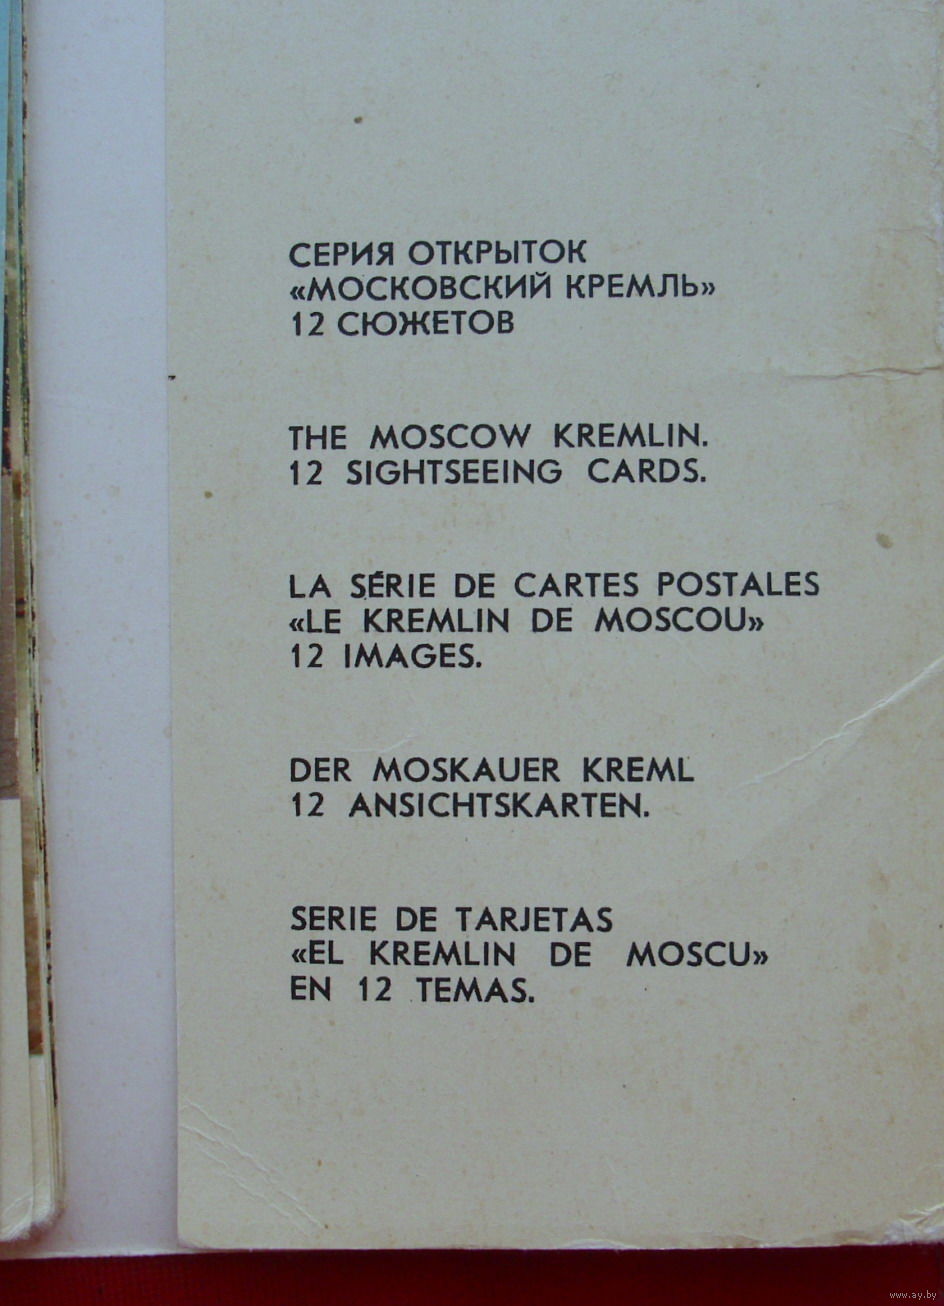 СЕРИЯ ОТКРЫТОК
«МОСКОВСКИЙ КРЕМЛЬ»
12 СЮЖЕТОВ
THE MOSCOW KREMLIN.
12 SIGHTSEEING CARDS.
LA SÉRIE DE CARTES POSTALES
«LE KREMLIN DE MOSCOU»
12 IMAGES.
DER MOSKAUER KREML
12 ANSICHTSKARTEN.
SERIE DE TARJETAS
«EL KREMLIN DE MOSCU»
EN 12 TEMAS.
www.ay.by